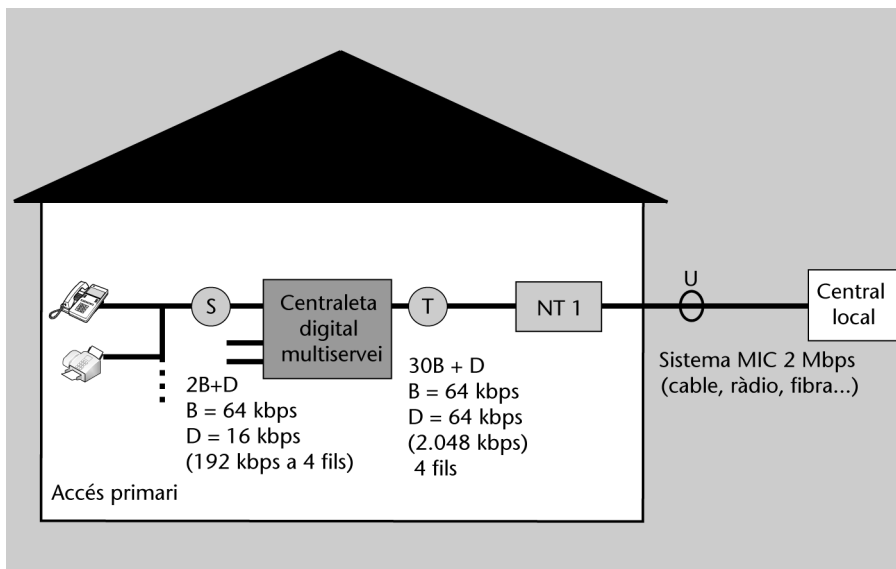 S
Centraleta
digital
multiservei
T
NT 1
U
Central
local
2B+D
B = 64 kbps
D = 16 kbps
(192 kbps a 4 fils)
30B + D
B = 64 kbps
D = 64 kbps
(2.048 kbps)
4 fils
Sistema MIC 2 Mbps
(cable, ràdio, fibra...)
Accés primari